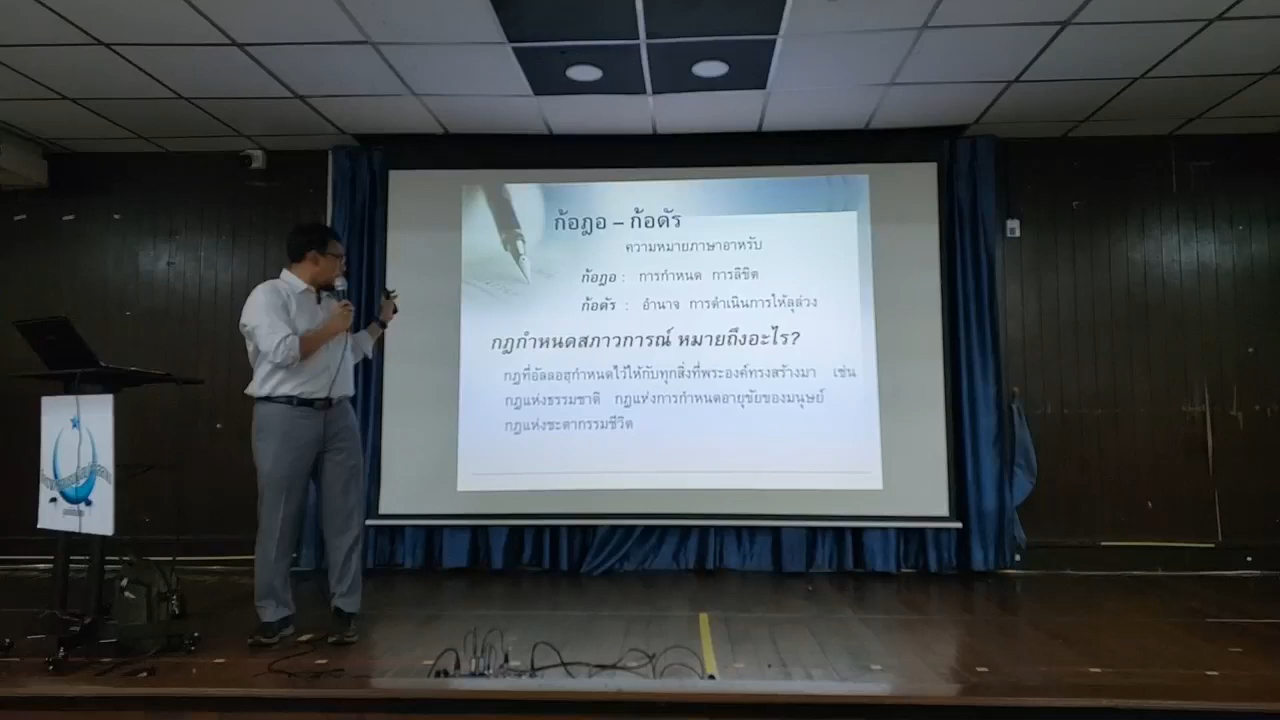 ก้อฎอ – ก้อดัร
ความหมายภาษาอาหรับ
ก้อฎอ : การกำหนด การลิขิต
ก้อดัร : อำนาจ การดำเนินการให้ลุล่วง
กฎกำหนดสภาวการณ์ หมายถึงอะไร?
กฎที่อัลลอฮฺกำหนดไว้ให้กับทุกสิ่งที่พระองค์ทรงสร้างมา เช่น
กฎแห่งธรรมชาติ กฎแห่งการกำหนดอายุขัยของมนุษย์
กฎแห่งชะตากรรมชีวิต